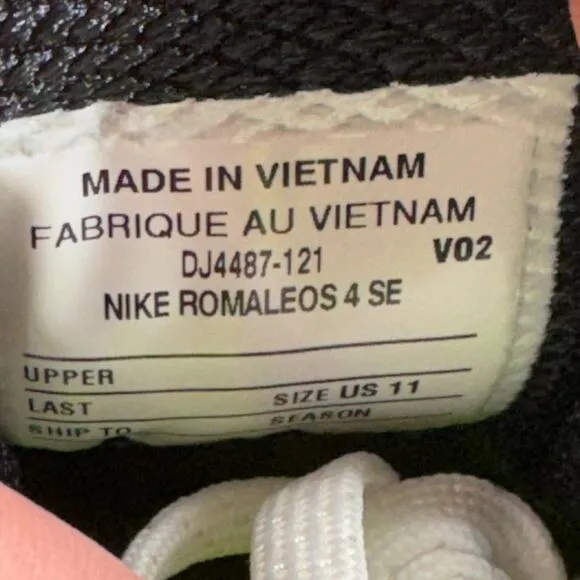 MADE IN VIETNAM
FABRIQUE AU VIETNAM
DJ4487-121 V02
NIKE ROMALEOS 4 SE
UPPER
LAST SIZE US 11
SHIP TO SEASON